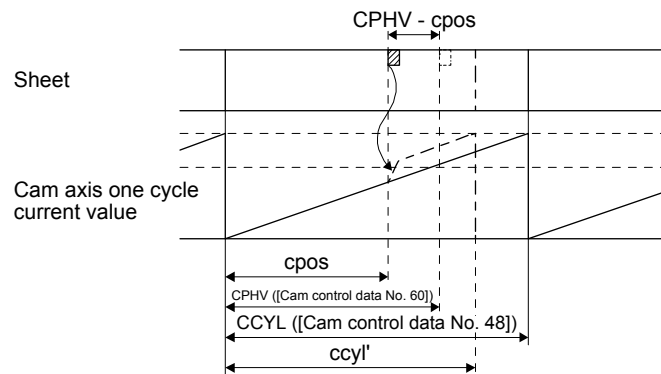 CPHV - cpos
Sheet
Cam axis one cycle
current value
cpos
CPHV ([Cam control data No. 60])
CCYL ([Cam control data No. 48])
ccyl'